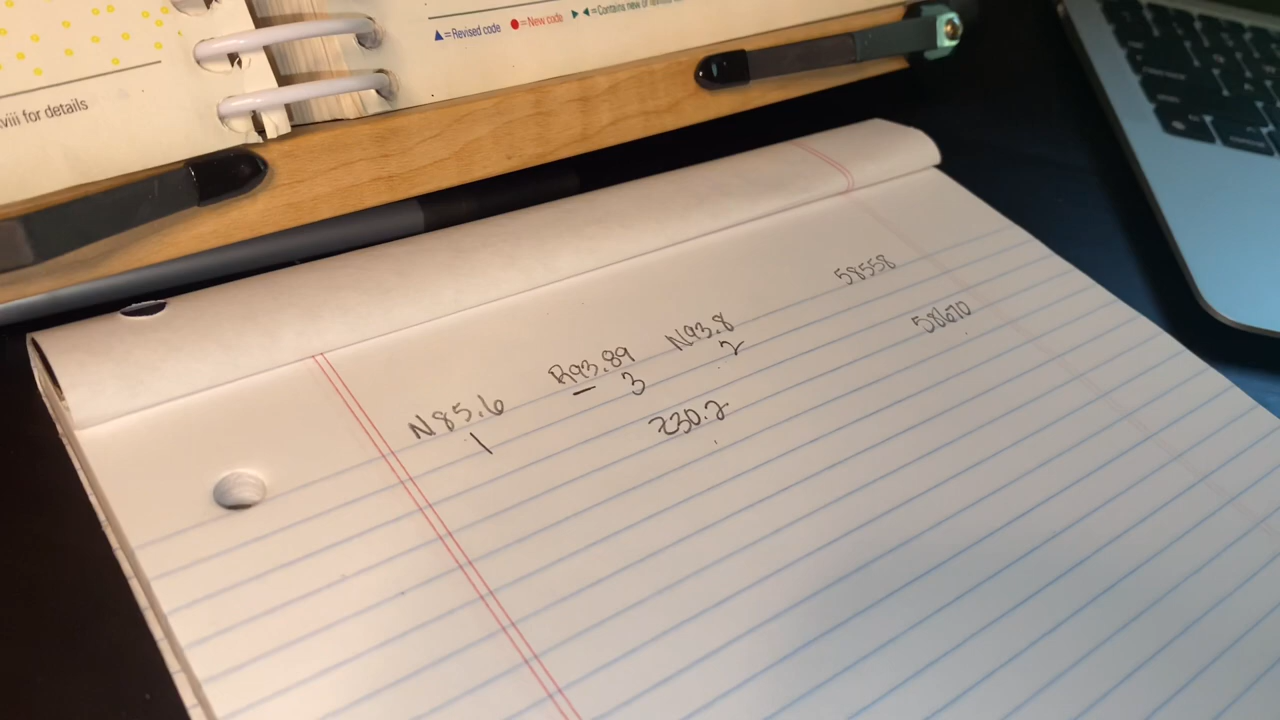 viii for details
▲=Revised code ●=New code ▶ ◀=Contains new or revised
58558
N85.6 R93.89 N93.8 58670
1 3 2
230.2